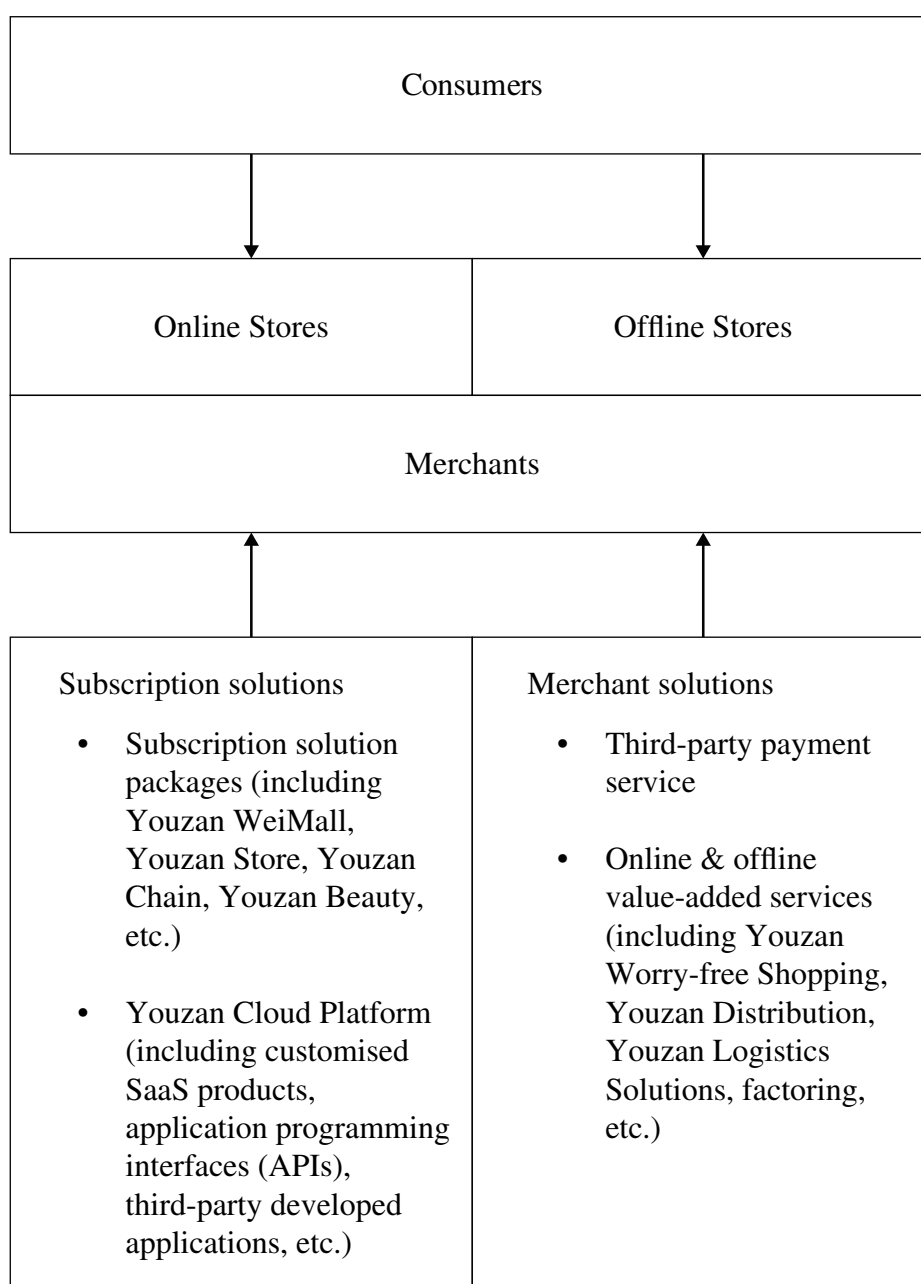 Consumers
Online Stores
Offline Stores
Merchants
Subscription solutions
• Subscription solution
packages (including
Youzan WeiMall,
Youzan Store, Youzan
Chain, Youzan Beauty,
etc.)
• Youzan Cloud Platform
(including customised
SaaS products,
application programming
interfaces (APIs),
third-party developed
applications, etc.)
Merchant solutions
• Third-party payment
service
• Online & offline
value-added services
(including Youzan
Worry-free Shopping,
Youzan Distribution,
Youzan Logistics
Solutions, factoring,
etc.)